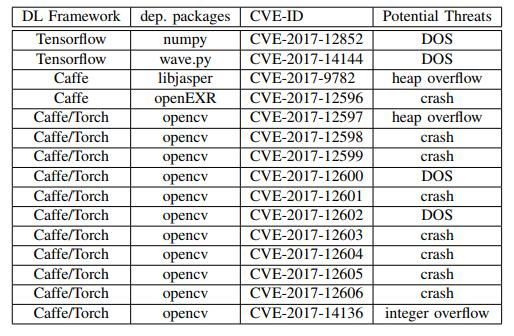 DL Framework dep. packages CVE-ID Potential Threats
Tensorflow numpy CVE-2017-12852 DOS
Tensorflow wave.py CVE-2017-14144 DOS
Caffe libjasper CVE-2017-9782 heap overflow
Caffe openEXR CVE-2017-12596 crash
Caffe/Torch opencv CVE-2017-12597 heap overflow
Caffe/Torch opencv CVE-2017-12598 crash
Caffe/Torch opencv CVE-2017-12599 crash
Caffe/Torch opencv CVE-2017-12600 DOS
Caffe/Torch opencv CVE-2017-12601 crash
Caffe/Torch opencv CVE-2017-12602 DOS
Caffe/Torch opencv CVE-2017-12603 crash
Caffe/Torch opencv CVE-2017-12604 crash
Caffe/Torch opencv CVE-2017-12605 crash
Caffe/Torch opencv CVE-2017-12606 crash
Caffe/Torch opencv CVE-2017-14136 integer overflow